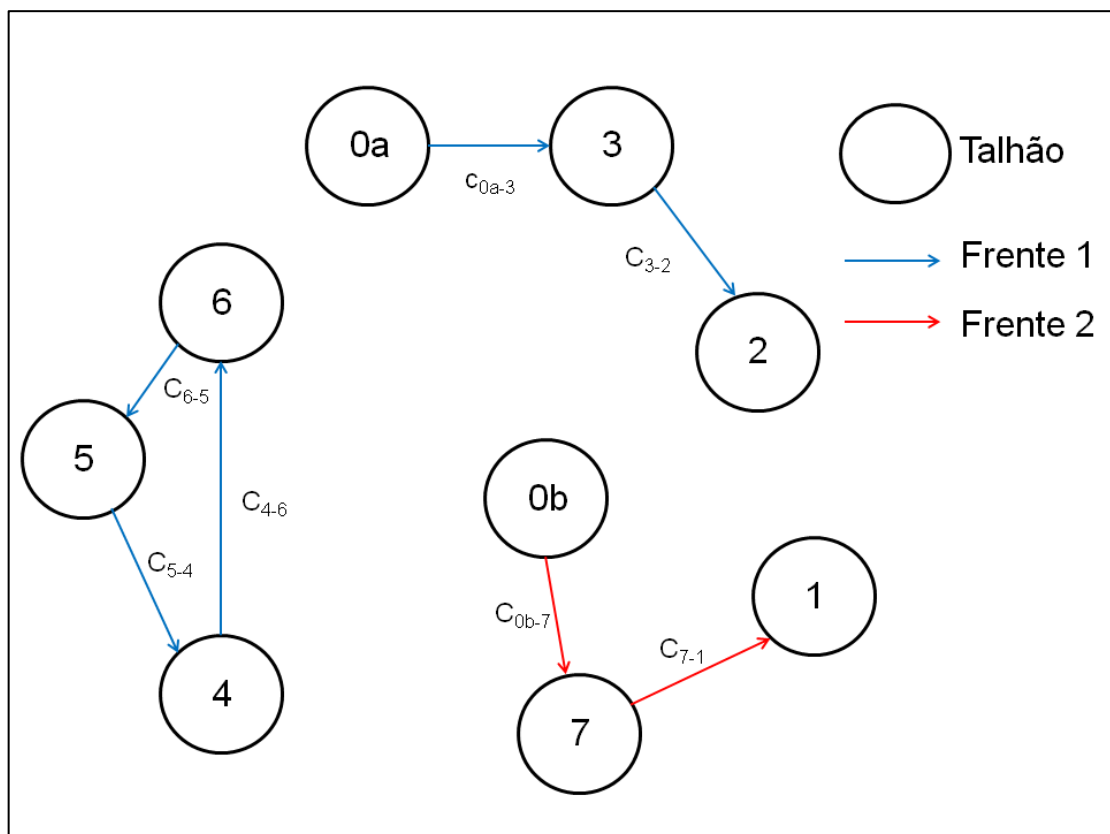 0a
3
Talhão
c0a-3
6
C3-2
Frente 1
Frente 2
2
C6-5
5
C4-6
0b
C5-4
1
C0b-7
C7-1
4
7